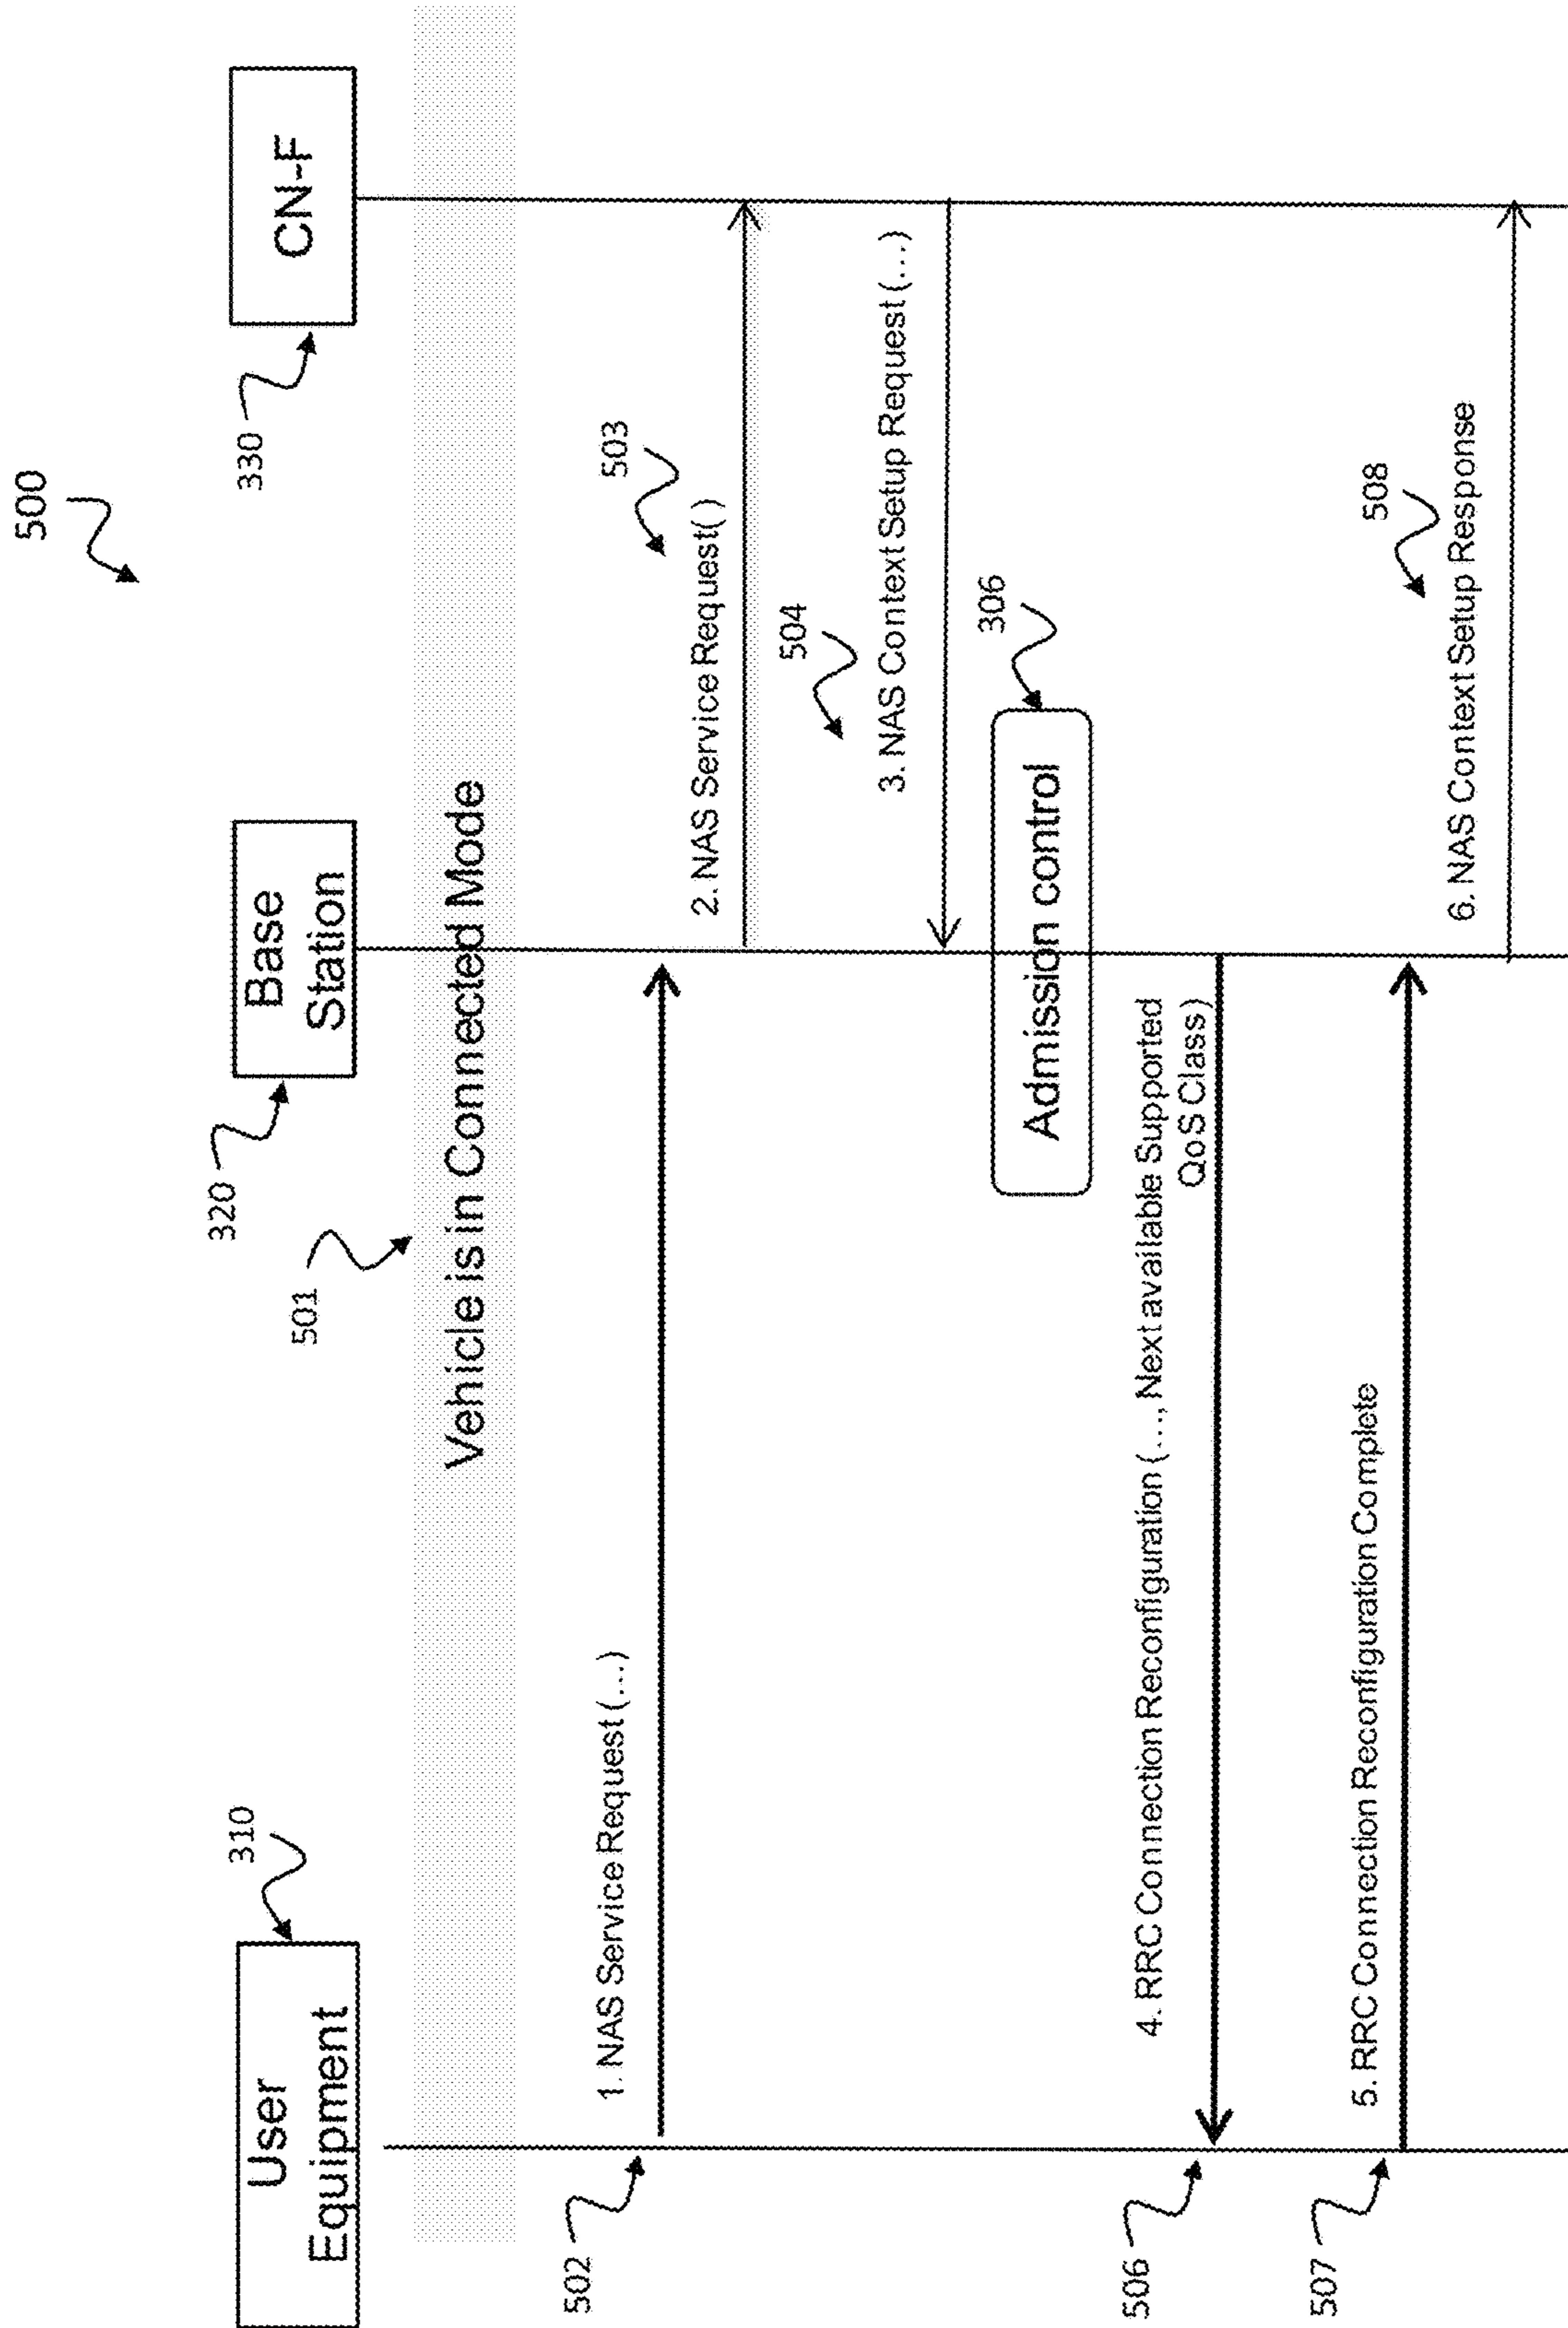 500
User
Equipment
310
Base
Station
320
CN-F
330
501
Vehicle is in Connected Mode
502
1. NAS Service Request (...)
503
2. NAS Service Request( )
504
3. NAS Context Setup Request (...)
306
Admission control
506
4. RRC Connection Reconfiguration (..., Next available Supported
QoS Class)
507
5. RRC Connection Reconfiguration Complete
508
6. NAS Context Setup Response